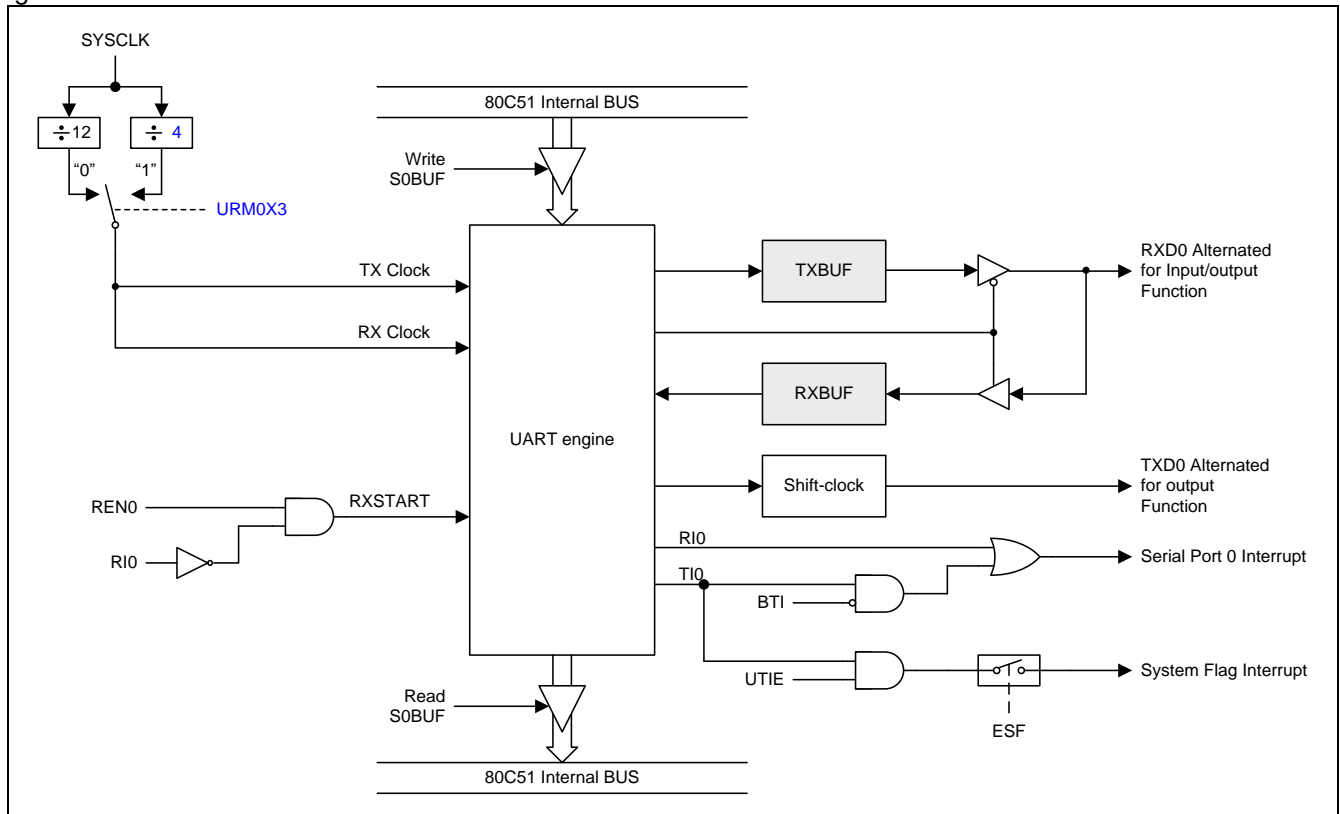 SYSCLK
÷12
÷ 4
“0”
“1”
URM0X3
80C51 Internal BUS
Write
S0BUF
TX Clock
RX Clock
TXBUF
RXD0 Alternated
for Input/output
Function
RXBUF
UART engine
Shift-clock
TXD0 Alternated
for output
Function
REN0
RXSTART
RI0
RI0
Serial Port 0 Interrupt
TI0
BTI
UTIE
System Flag Interrupt
ESF
Read
S0BUF
80C51 Internal BUS